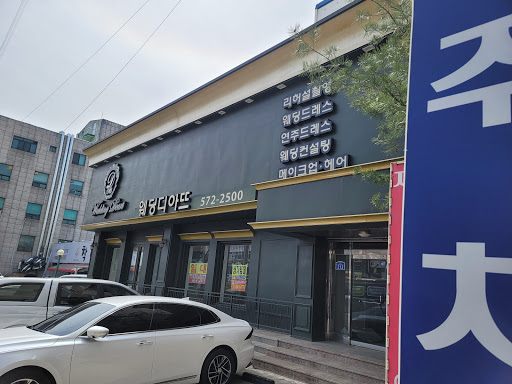 리허설촬영
웨딩드레스
연주드레스
웨딩컨설팅
메이크업·헤어
웨딩디아뜨 572-2500
주
차